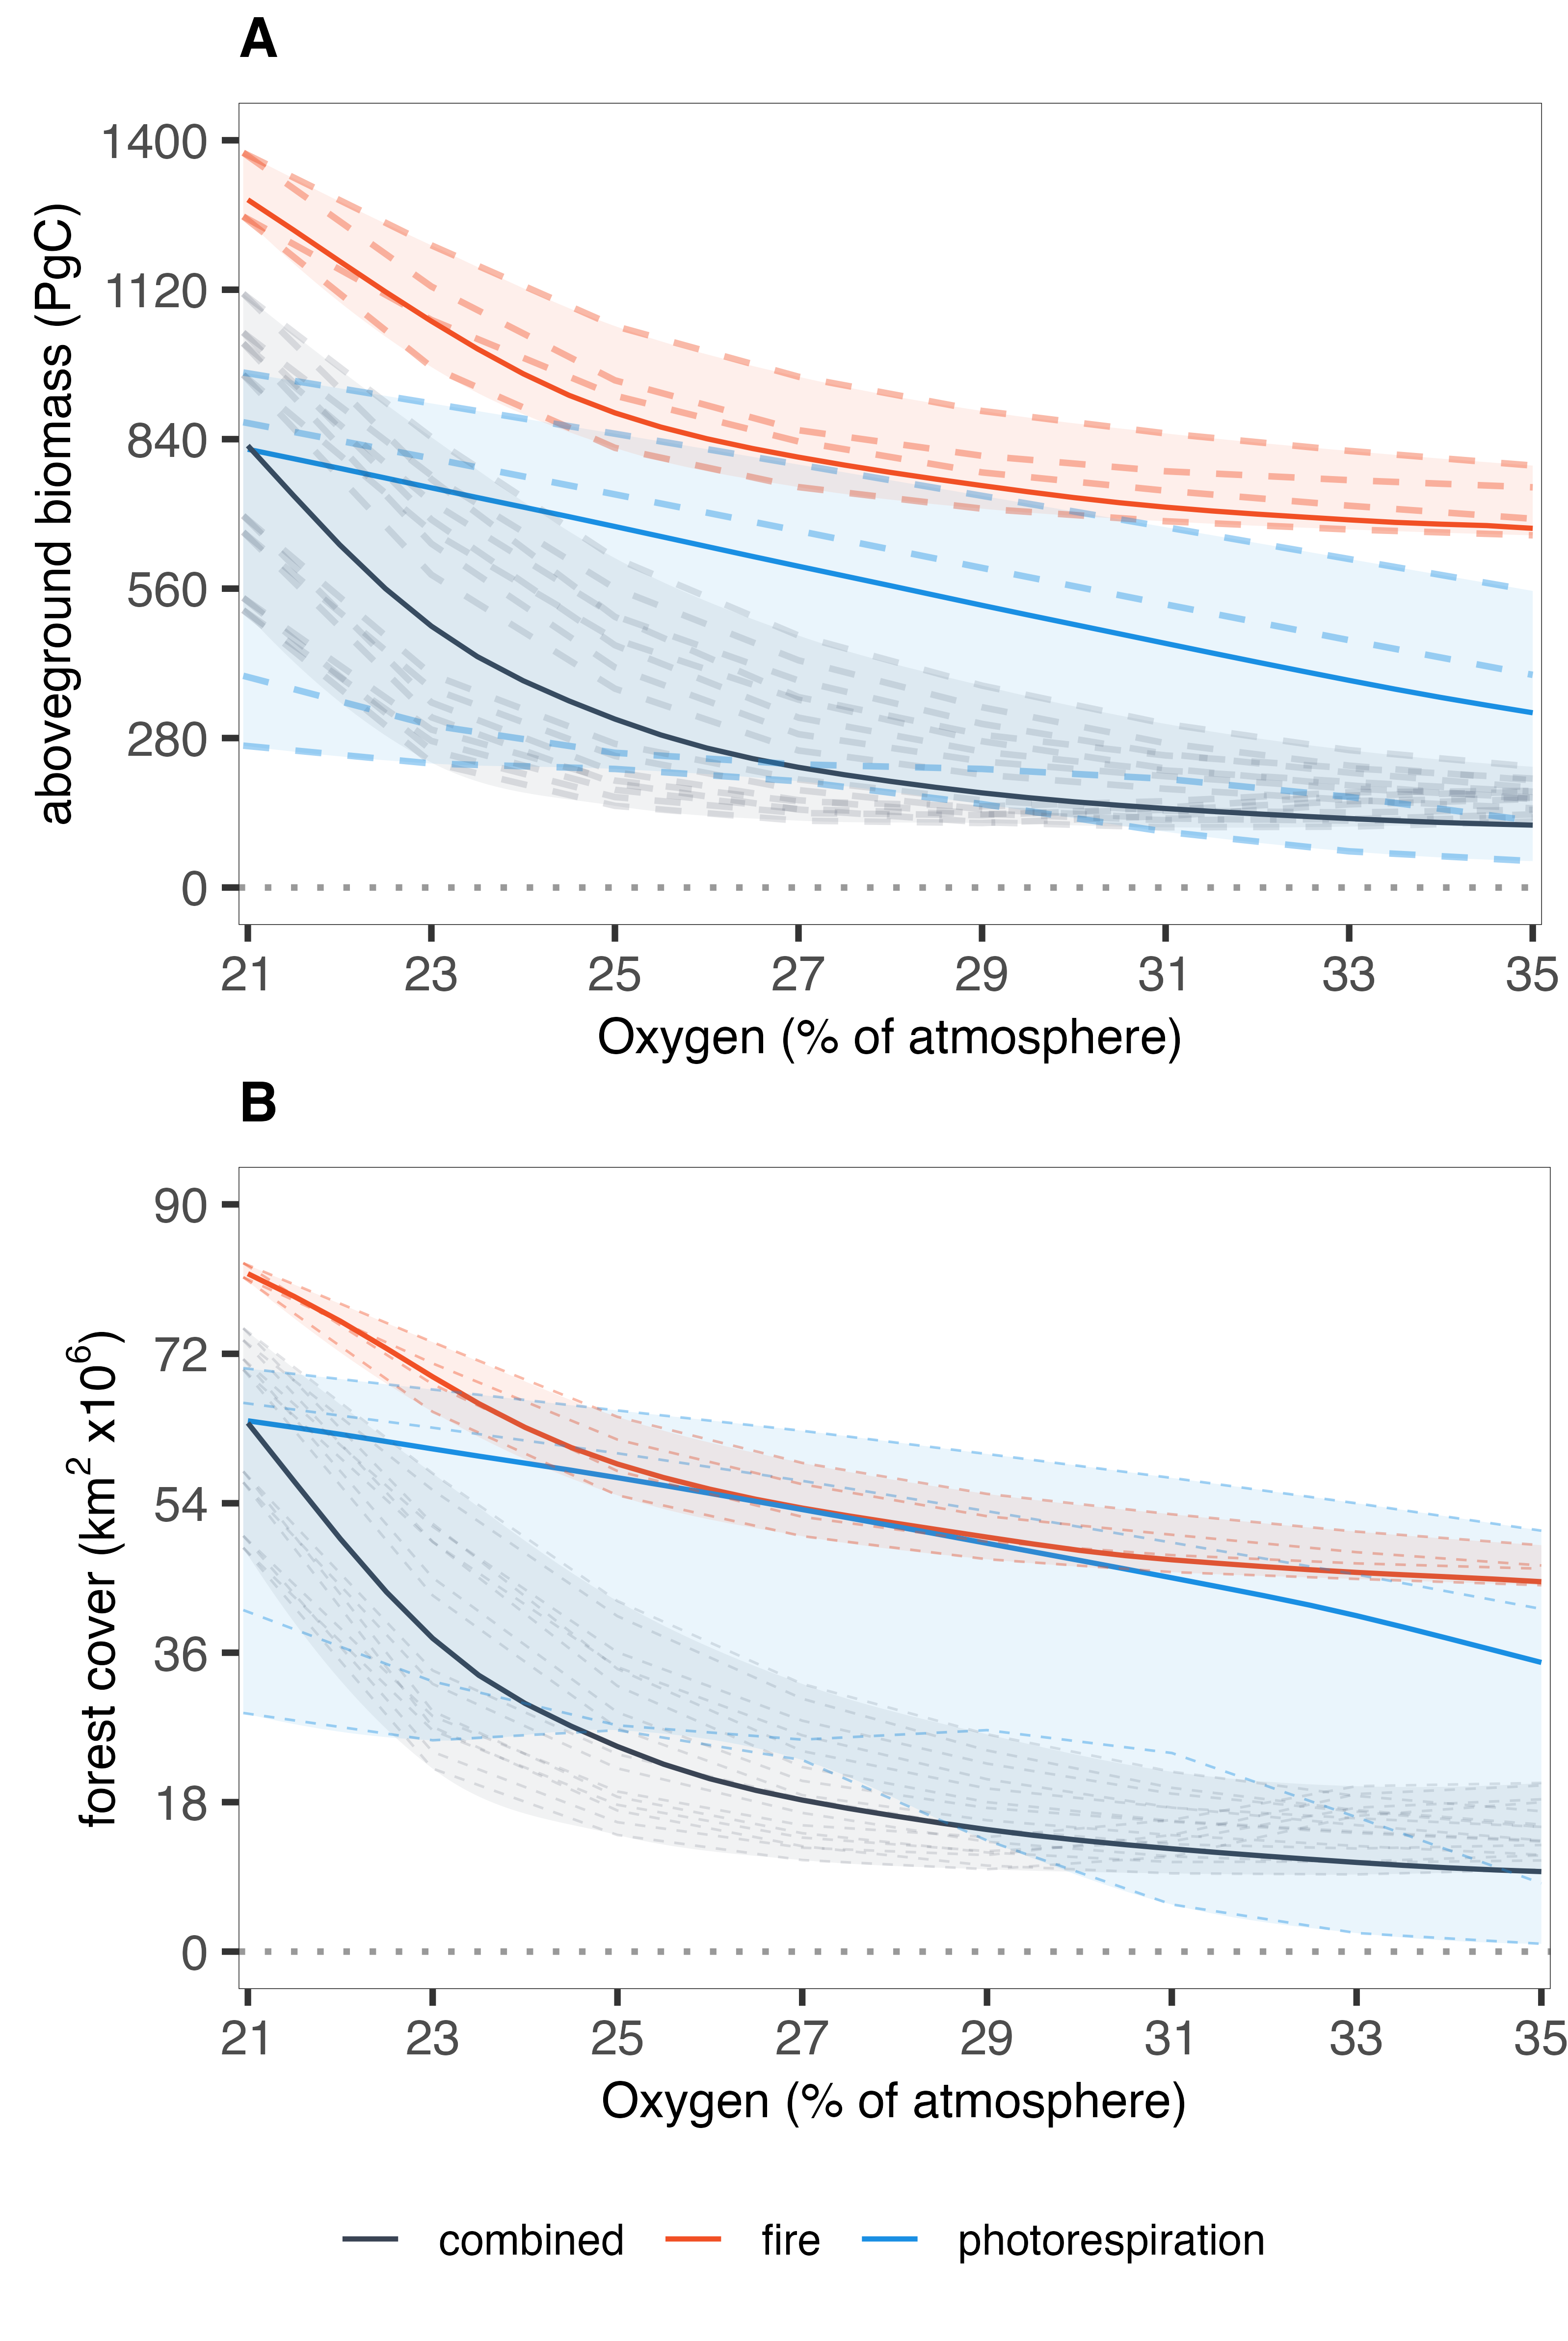 A
aboveground biomass (PgC)
1400
1120
840
560
280
0
21 23 25 27 29 31 33 35
Oxygen (% of atmosphere)
B
forest cover (km² x10⁶)
90
72
54
36
18
0
21 23 25 27 29 31 33 35
Oxygen (% of atmosphere)
combined fire photorespiration